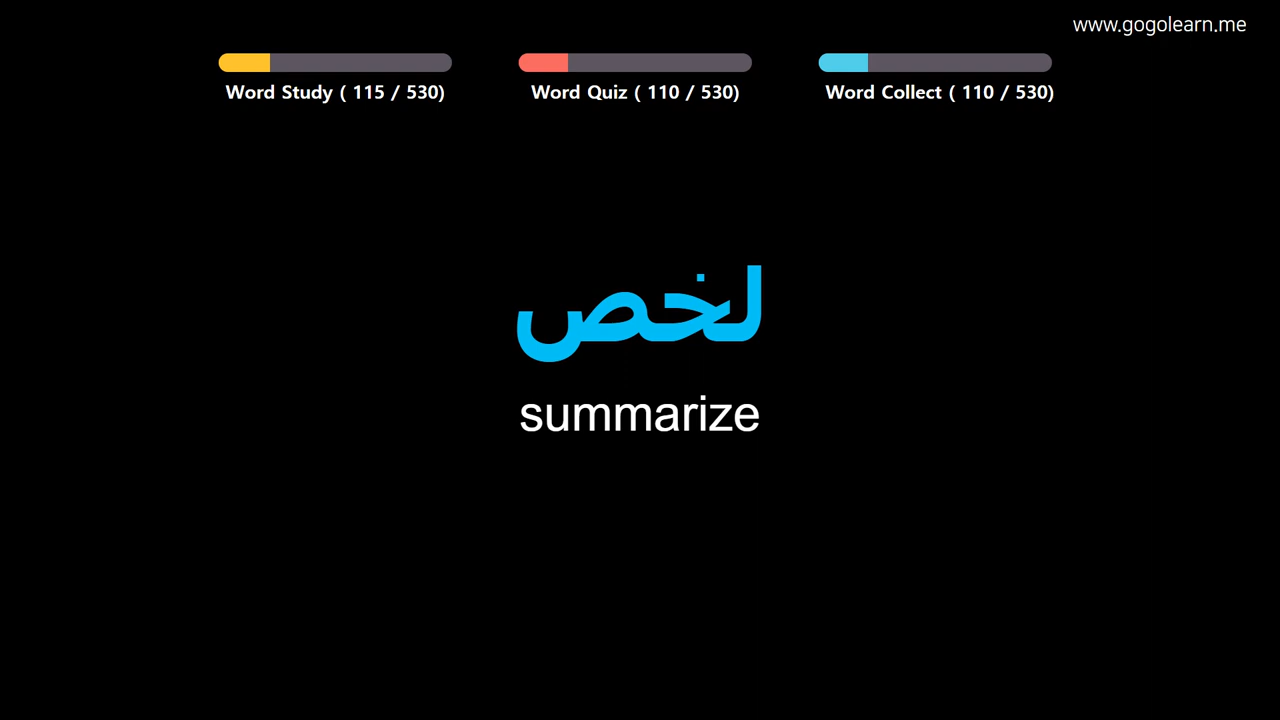 www.gogolearn.me
Word Study ( 115 / 530)
Word Quiz ( 110 / 530)
Word Collect ( 110 / 530)
لخص
summarize